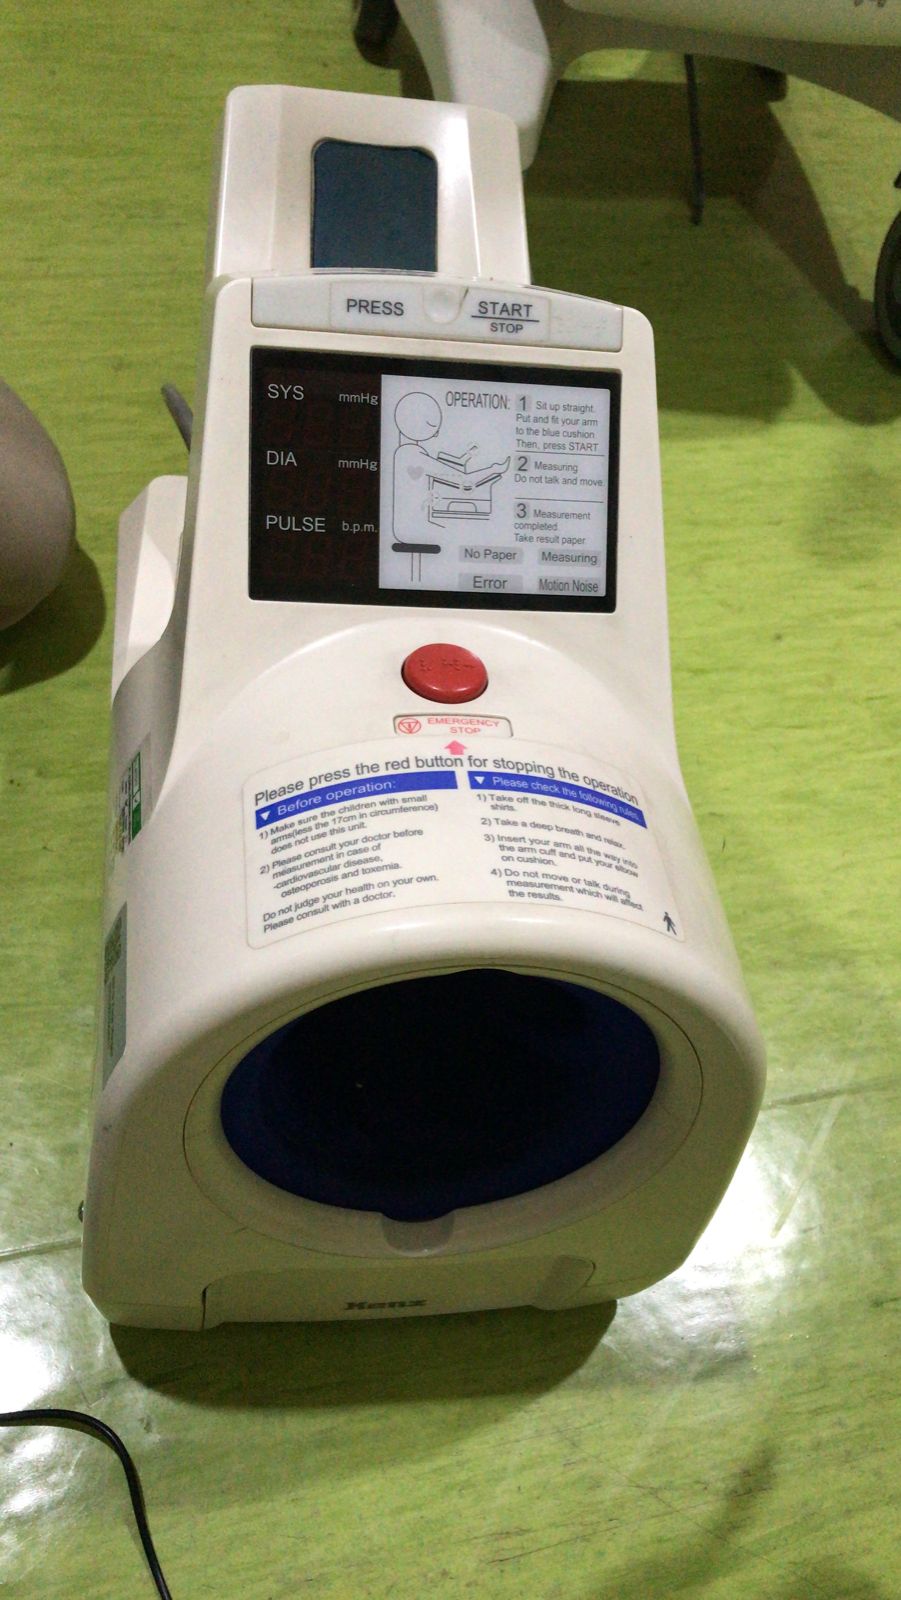 PRESS START
STOP
SYS mmHg
DIA mmHg
PULSE b.p.m.
OPERATION: 1 Sit up straight.
Put and fit your arm
to the blue cushion
Then, press START
2 Measuring
Do not talk and move.
3 Measurement
completed
Take result paper
No Paper Measuring
Error Motion Noise
EMERGENCY
STOP
Please press the red button for stopping the operation
▼ Before operation:
1) Make sure the children with small
arms(less the 17cm in circumference)
does not use this unit.
2) Please consult your doctor before
measurement in case of
-cardiovascular disease,
osteoporosis and toxemia.
Do not judge your health on your own.
Please consult with a doctor.
▼ Please check the following rules.
1) Take off the thick long sleeve
shirts.
2) Take a deep breath and relax.
3) Insert your arm all the way into
the arm cuff and put your elbow
on cushion.
4) Do not move or talk during
measurement which will affect
the results.
Kenz